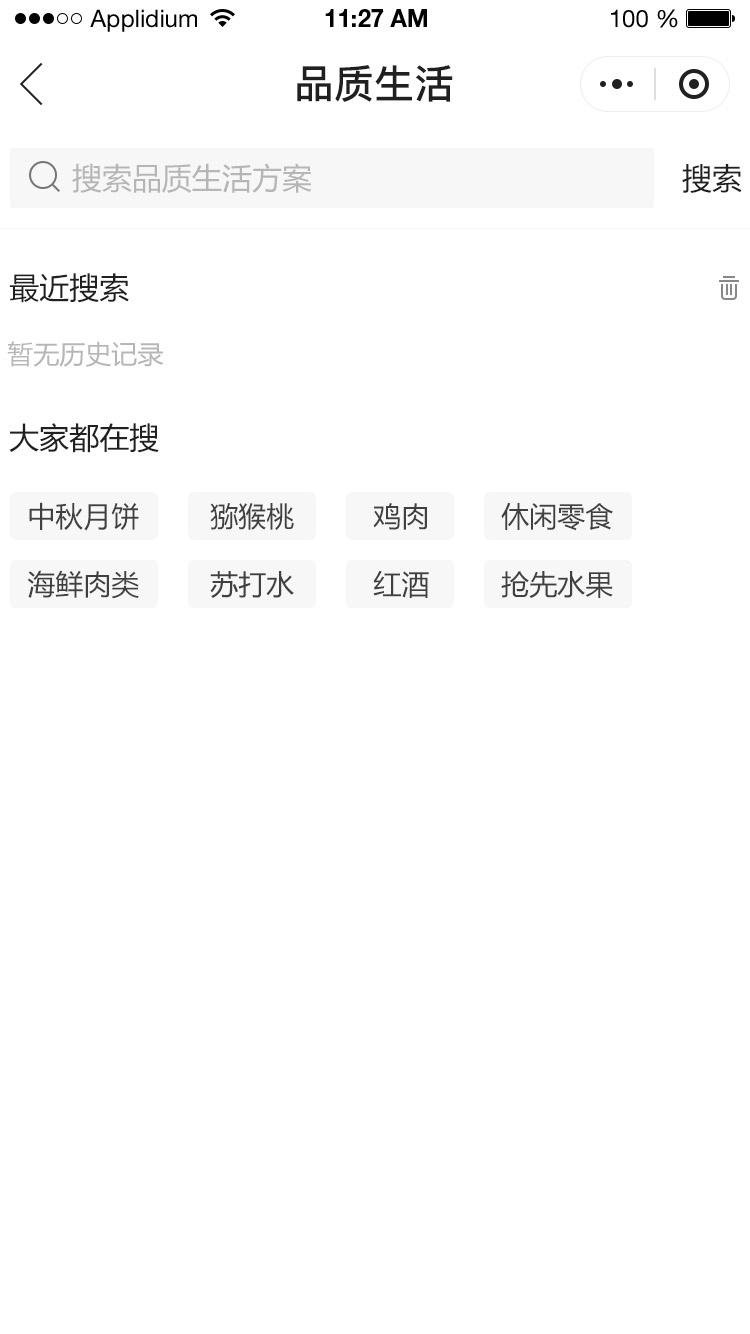 Applidium 11:27 AM 100 %
品质生活
搜索品质生活方案 搜索
最近搜索
暂无历史记录
大家都在搜
中秋月饼 猕猴桃 鸡肉 休闲零食
海鲜肉类 苏打水 红酒 抢先水果